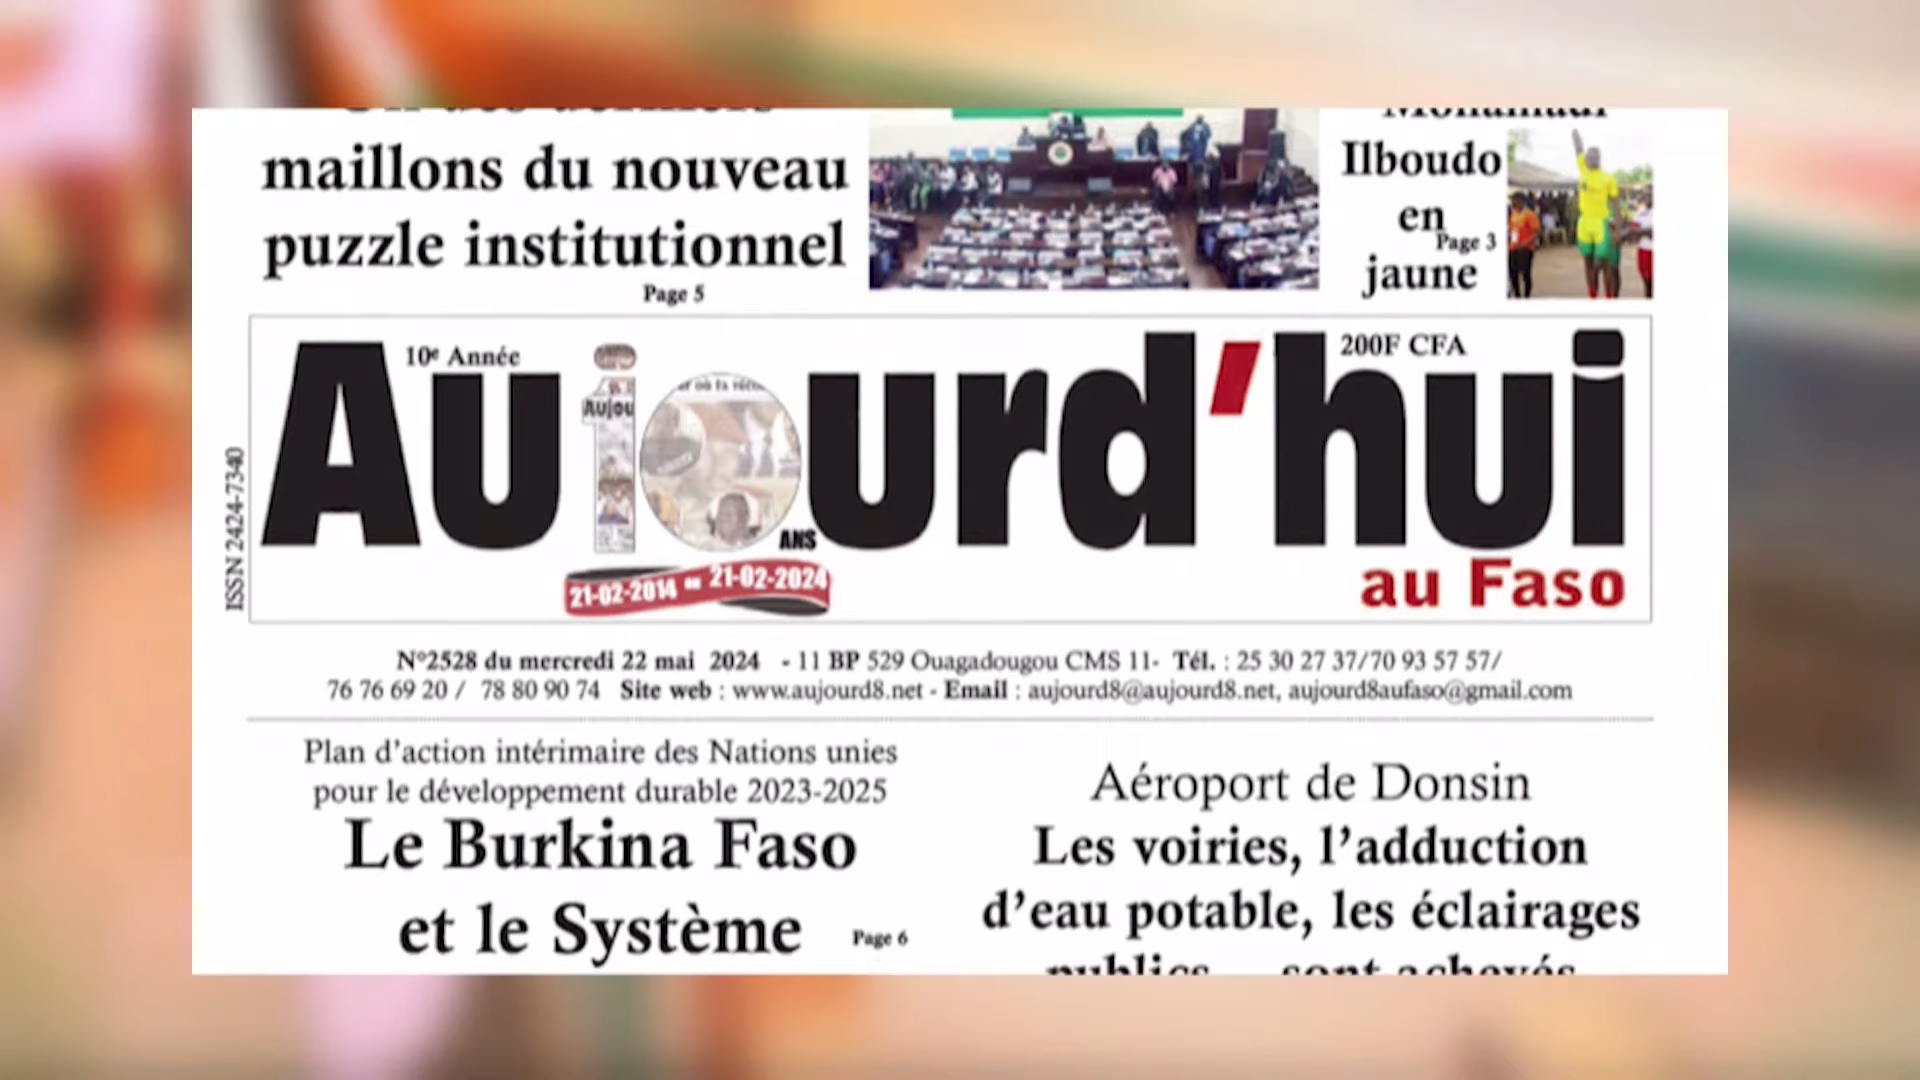 maillons du nouveau
puzzle institutionnel
Page 5
Ilboudo
en
Page 3
jaune
10e Année
200F CFA
Aujourd'hui
Aujou
ANS
21-02-2014 - 21-02-2024
au Faso
ISSN 2424-7340
N°2528 du mercredi 22 mai 2024 - 11 BP 529 Ouagadougou CMS 11- Tél. : 25 30 27 37/70 93 57 57/
76 76 69 20 / 78 80 90 74 Site web : www.aujourd8.net - Email : aujourd8@aujourd8.net, aujourd8aufaso@gmail.com
Plan d'action intérimaire des Nations unies
pour le développement durable 2023-2025
Le Burkina Faso
et le Système
Page 6
Aéroport de Donsin
Les voiries, l'adduction
d'eau potable, les éclairages